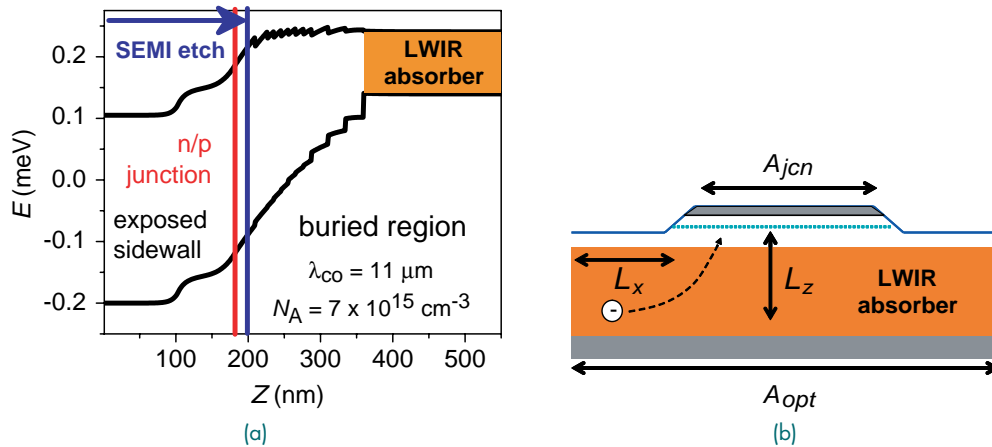 0.2
0.1
0.0
-0.1
-0.2
E (meV)
SEMI etch
n/p
junction
exposed
sidewall
LWIR
absorber
buried region
λco = 11 μm
NA = 7 x 10¹⁵ cm⁻³
100 200 300 400 500
Z (nm)
(a)
Ajcn
Lx
Lz
-
LWIR
absorber
Aopt
(b)